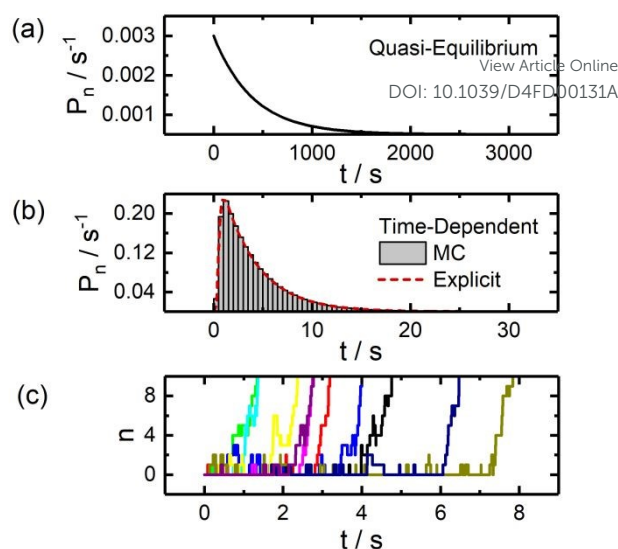 (a)
0.003
0.002
0.001
P_n / s^-1
Quasi-Equilibrium
View Article Online
DOI: 10.1039/D4FD00131A
0 1000 2000 3000
t / s
(b)
0.20
0.12
0.04
P_n / s^-1
Time-Dependent
MC
Explicit
0 10 20 30
t / s
(c)
8
4
0
n
0 2 4 6 8
t / s